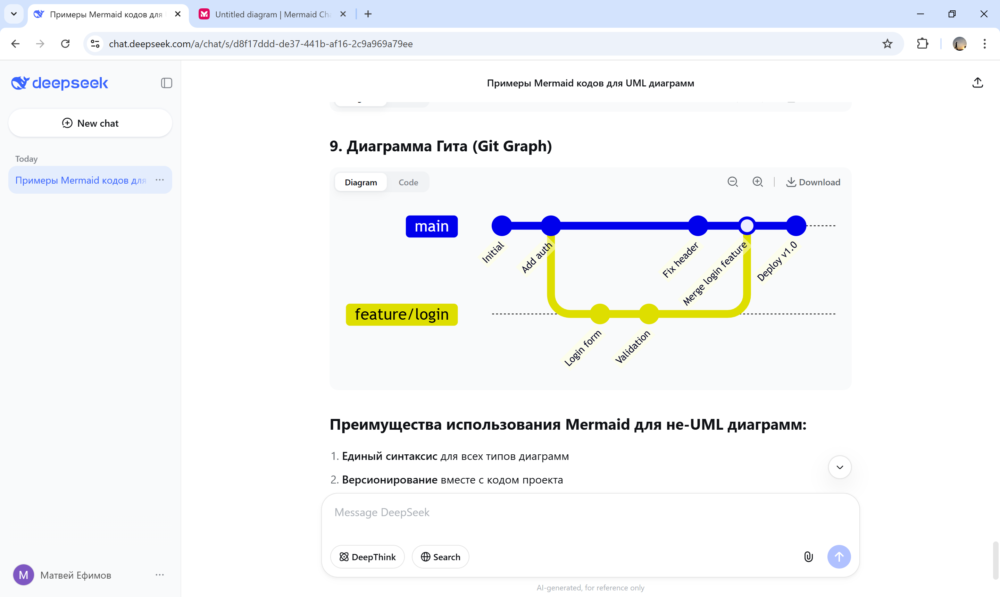 Примеры Mermaid кодов для
Untitled diagram | Mermaid Cha
chat.deepseek.com/a/chat/s/d8f17ddd-de37-441b-af16-2c9a969a79ee
deepseek
New chat
Today
Примеры Mermaid кодов для
Примеры Mermaid кодов для UML диаграмм
9. Диаграмма Гита (Git Graph)
Diagram
Code
Download
main
Initial
Add auth
Fix header
Merge login feature
Deploy v1.0
feature/login
Login form
Validation
Преимущества использования Mermaid для не-UML диаграмм:
1. Единый синтаксис для всех типов диаграмм
2. Версионирование вместе с кодом проекта
Message DeepSeek
DeepThink
Search
М Матвей Ефимов
AI-generated, for reference only